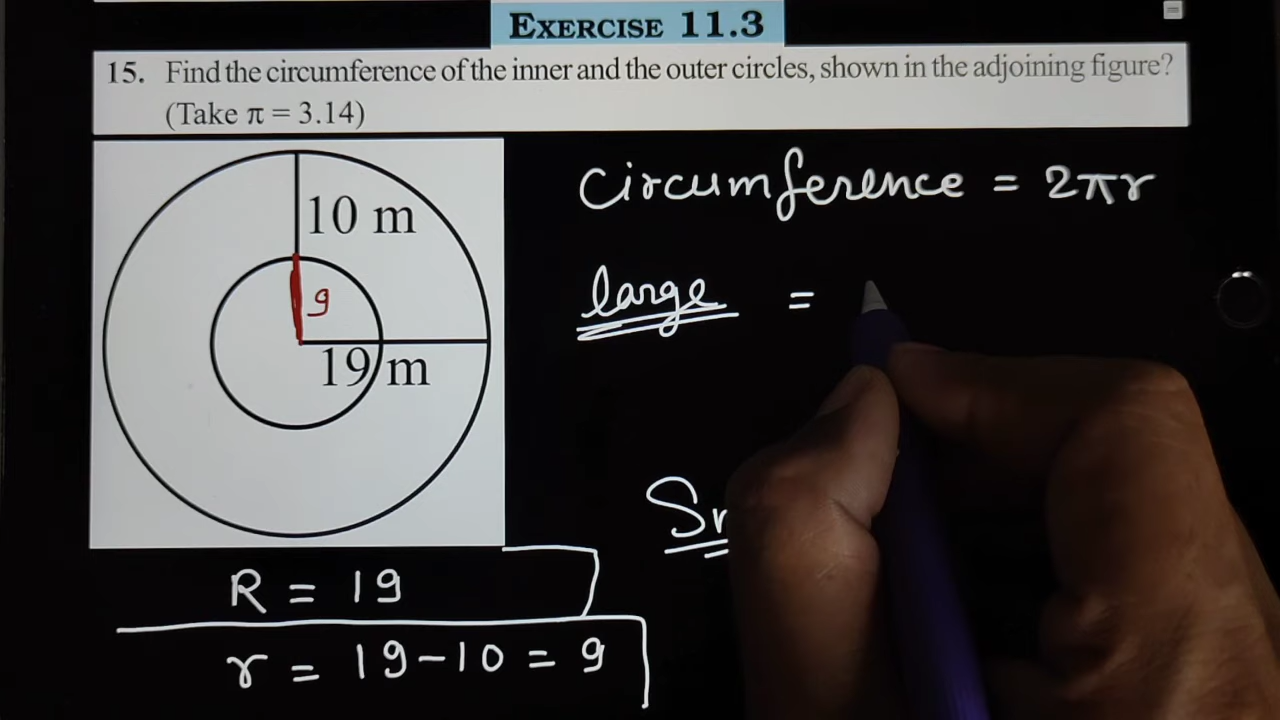 EXERCISE 11.3
15. Find the circumference of the inner and the outer circles, shown in the adjoining figure?
(Take π = 3.14)
10 m
9
19 m
circumference = 2πr
large =
Sm
R = 19
r = 19-10 = 9